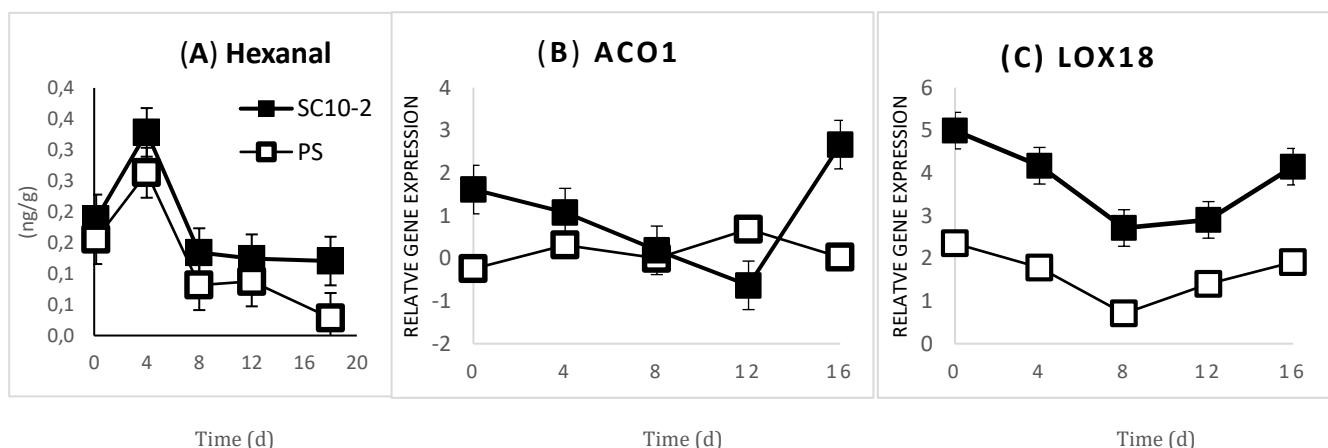 (A) Hexanal
(ng/g)
0,4
0,4
0,3
0,3
0,2
0,2
0,1
0,1
0,0
SC10-2
PS
0 4 8 12 16 20
Time (d)
(B) ACO1
RELATVE GENE EXPRESSION
4
3
2
1
0
-1
-2
0 4 8 12 16
Time (d)
(C) LOX18
RELATIVE GENE EXPRESSION
6
5
4
3
2
1
0
0 4 8 12 16
Time (d)